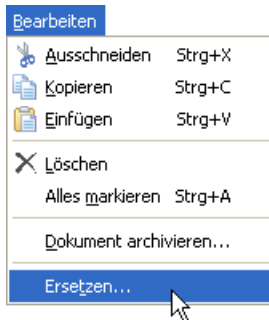 Bearbeiten
Ausschneiden Strg+X
Kopieren Strg+C
Einfügen Strg+V
Löschen
Alles markieren Strg+A
Dokument archivieren...
Ersetzen...